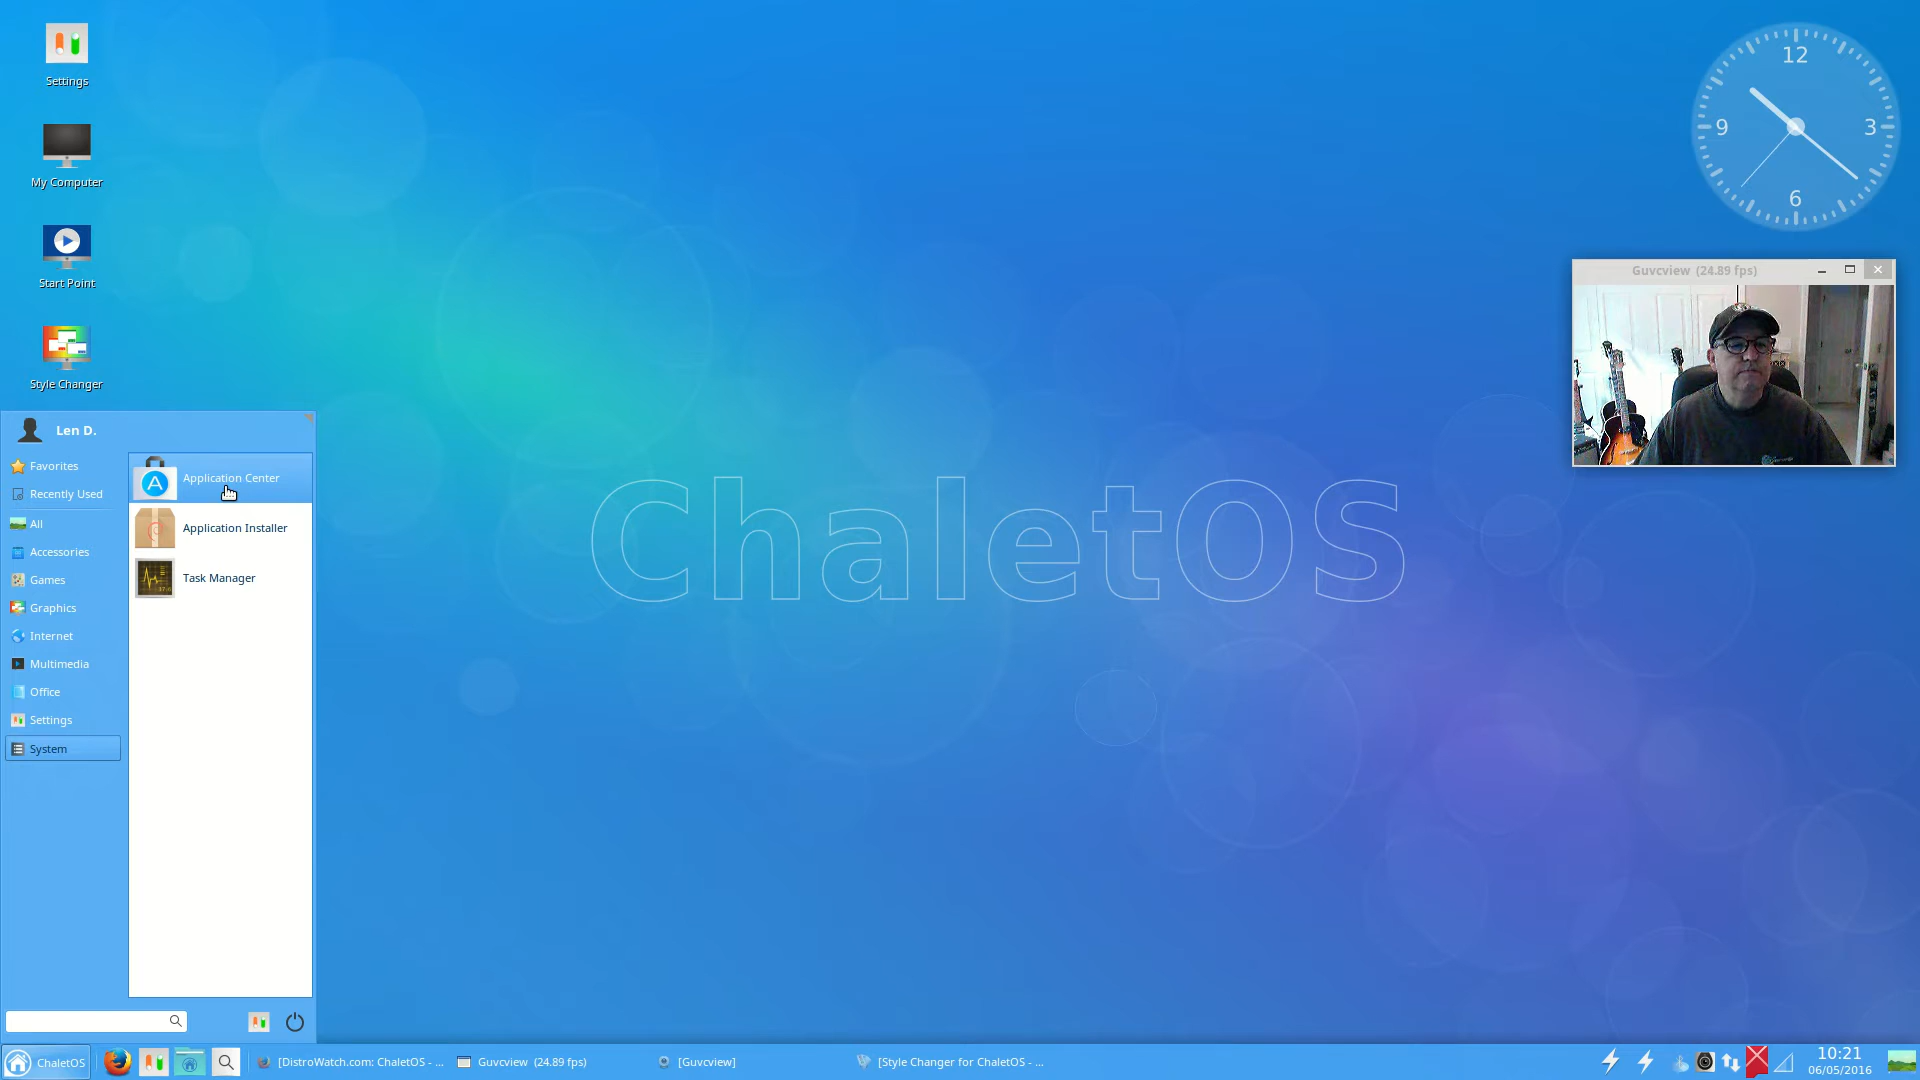 Settings
My Computer
Start Point
Style Changer
12
9
3
6
Guvcview (24.89 fps)
ChaletOS
Len D.
Favorites
Recently Used
All
Accessories
Games
Graphics
Internet
Multimedia
Office
Settings
System
Application Center
Application Installer
Task Manager
ChaletOS
[DistroWatch.com: ChaletOS - ...
Guvcview (24.89 fps)
[Guvcview]
[Style Changer for ChaletOS - ...
10:21
06/05/2016